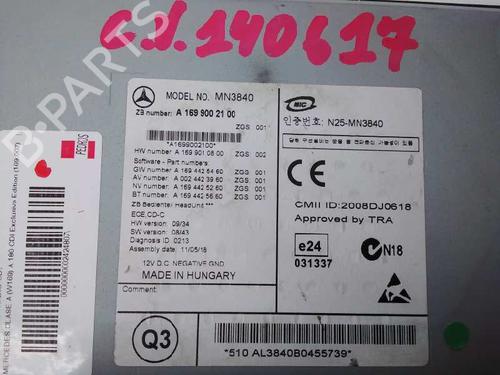 C.J.140617
MODEL NO. MN3840
ZB number: A 169 900 21 00 ZGS 001
*A1699002100*
HW number A 169 901 08 00 ZGS 002
Software - Part numbers:
GW number A 169 442 64 60 ZGS 001
AV number A 002 442 39 60 ZGS 001
NV number A 169 442 52 60 ZGS 001
BT number A 169 442 56 60 ZGS 001
ZB Bedienteil HeadUnit
ECE,CD-C
HW version: 09/34
SW version: 08/43
Diagnosis ID: 0213
Assembly Date: 11/05/18
12V D.C. NEGATIVE GND
MADE IN HUNGARY
Comment:
Q3
MIC
인증번호: N25-MN3840
CE
CMII ID:2008DJ0618
Approved by TRA
e24
031337
N18
*510 AL3840B0455739*
B-PARTS
PEDROS
MERCEDES CLASE A (W169) A 180 CDI Exclusive Edition (169.007)